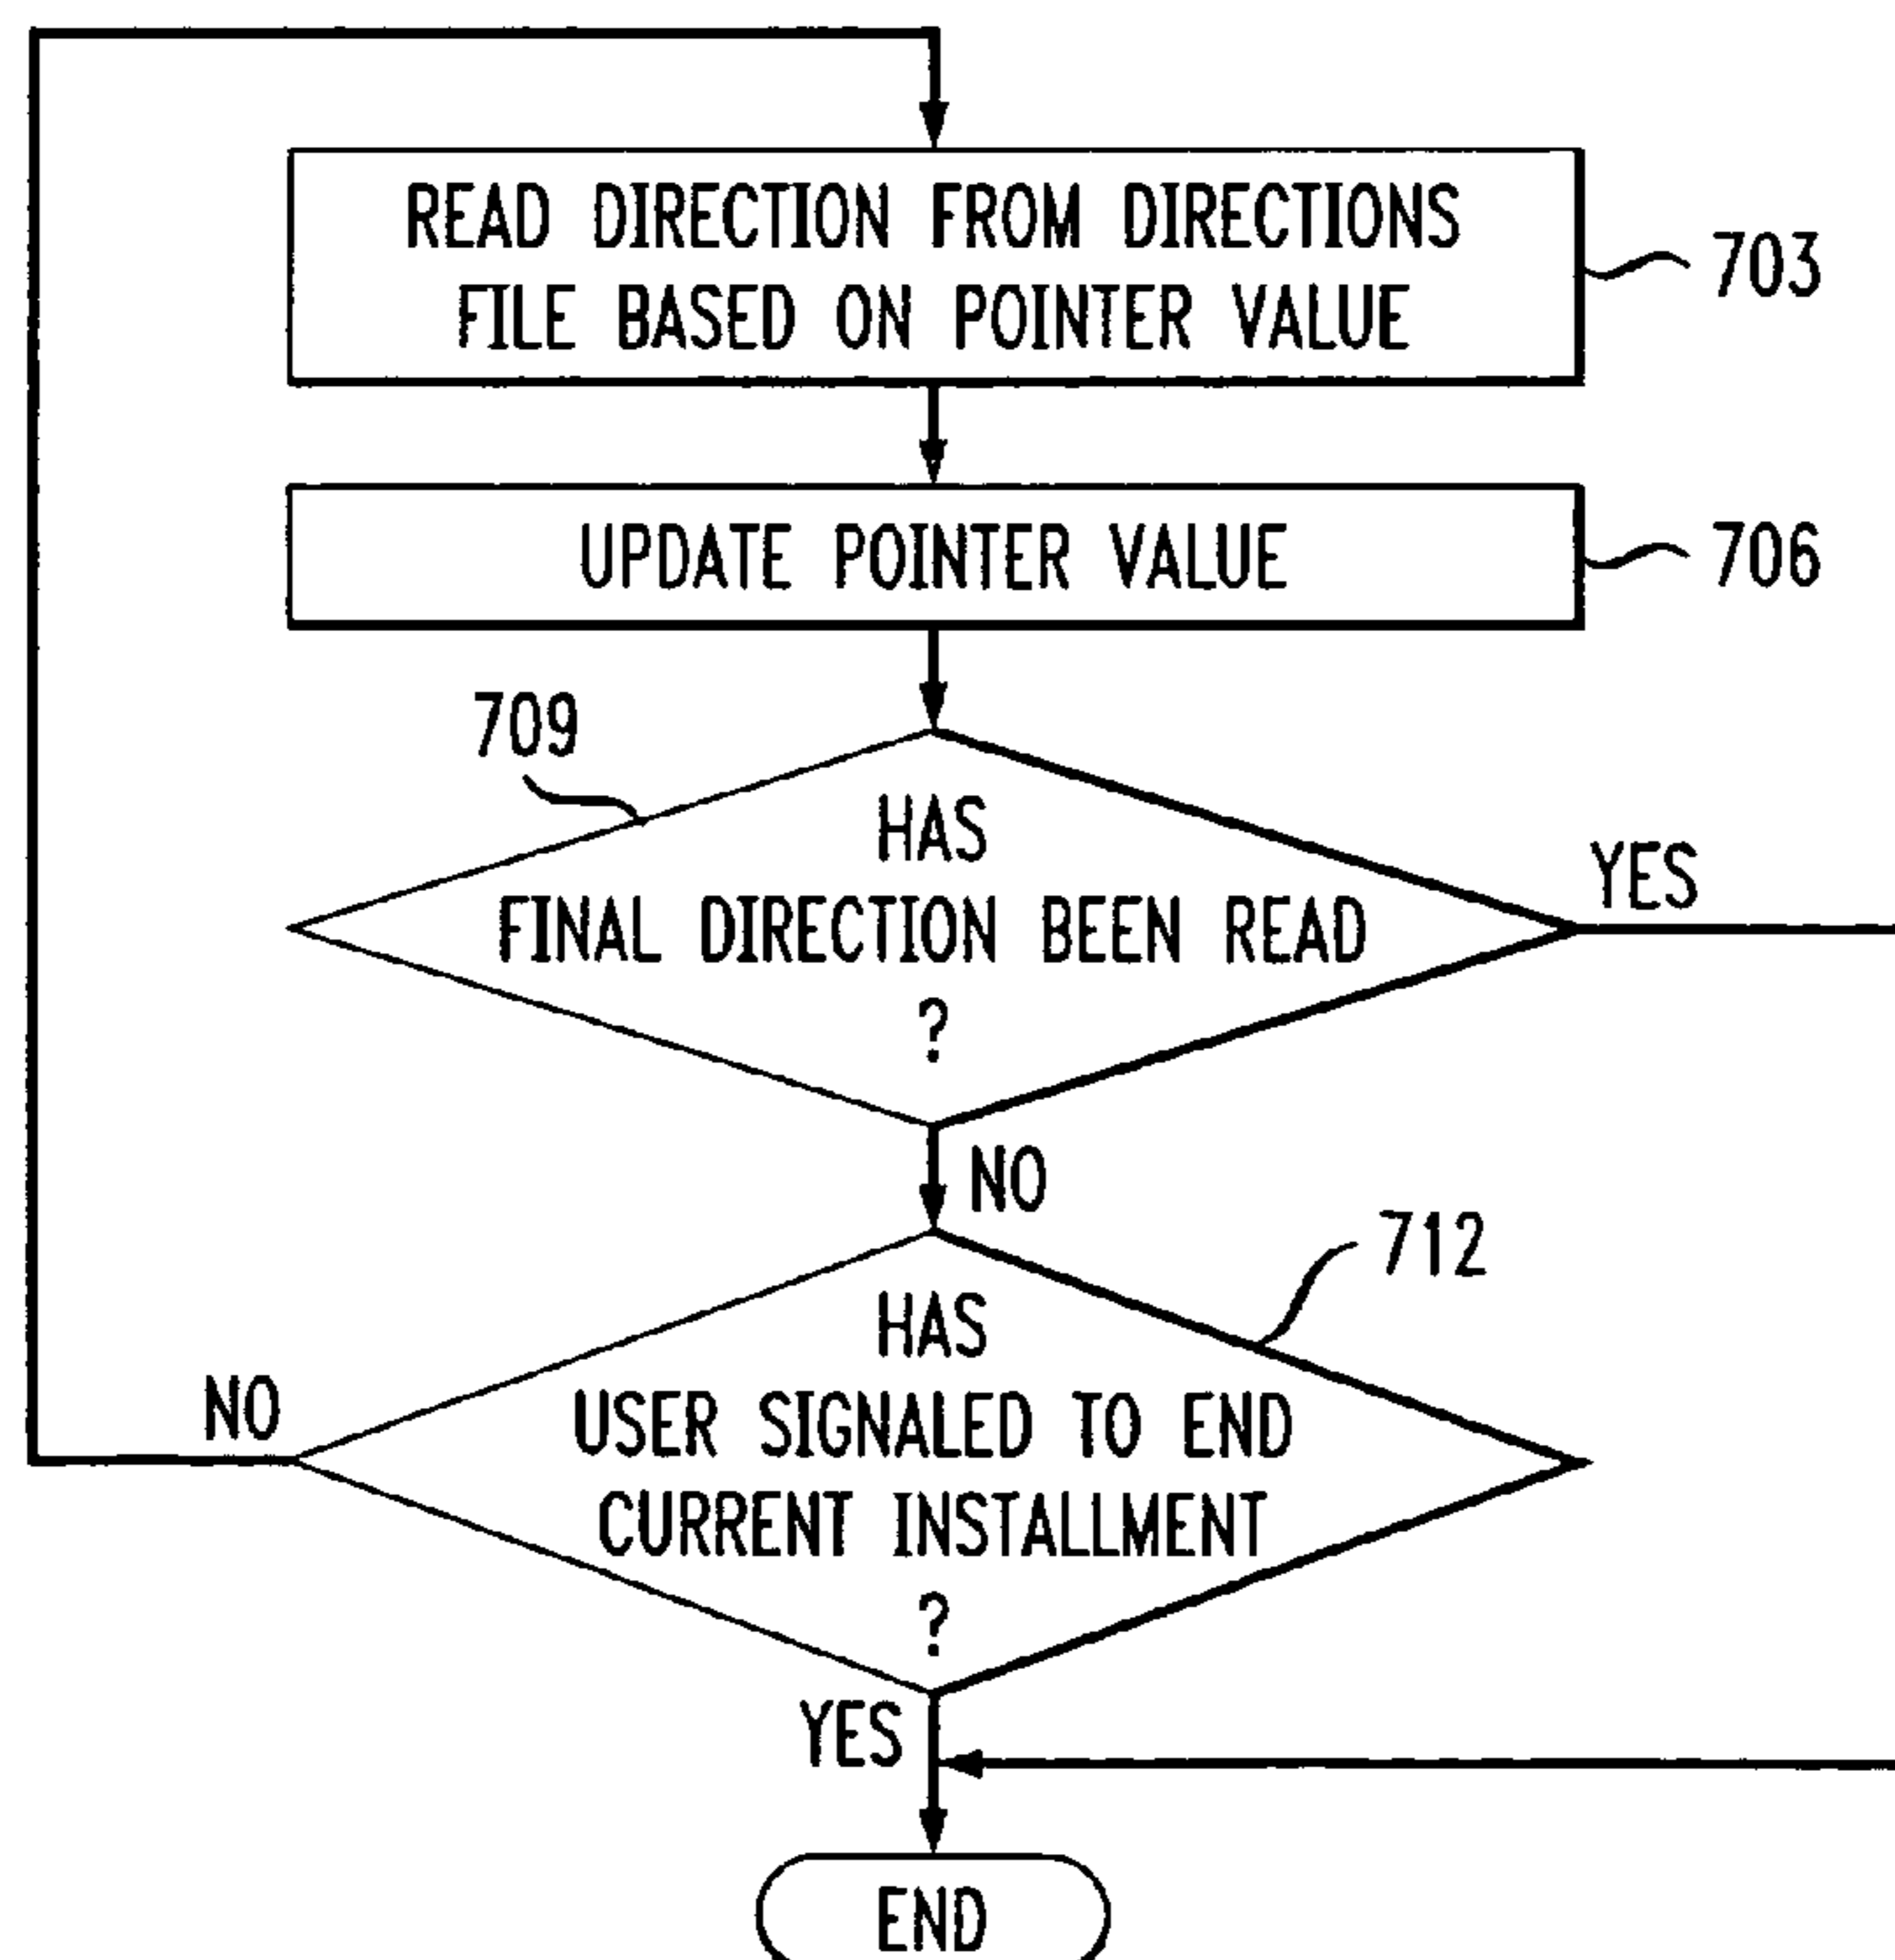 READ DIRECTION FROM DIRECTIONS
FILE BASED ON POINTER VALUE
703
UPDATE POINTER VALUE
706
709
HAS
FINAL DIRECTION BEEN READ
?
YES
NO
712
HAS
USER SIGNALED TO END
CURRENT INSTALLMENT
?
NO
YES
END